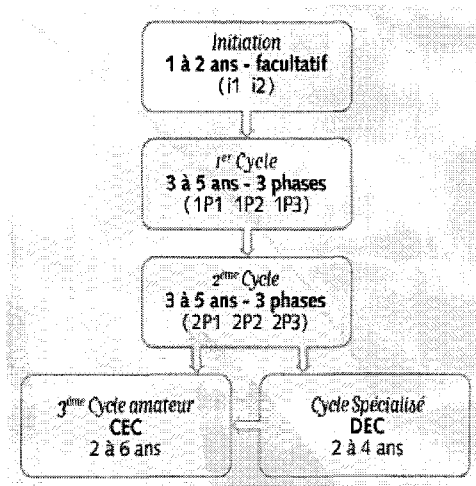 Initiation
1 à 2 ans - facultatif
(i1 i2)
1er Cycle
3 à 5 ans - 3 phases
(1P1 1P2 1P3)
2ème Cycle
3 à 5 ans - 3 phases
(2P1 2P2 2P3)
3ème Cycle amateur
CEC
2 à 6 ans
Cycle Spécialisé
DEC
2 à 4 ans